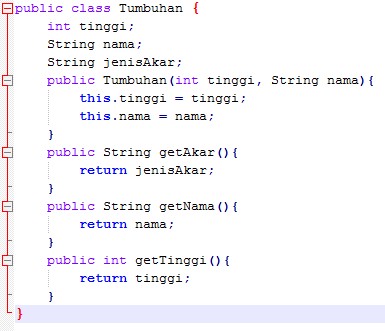 public class Tumbuhan {
    int tinggi;
    String nama;
    String jenisAkar;
    public Tumbuhan(int tinggi, String nama){
        this.tinggi = tinggi;
        this.nama = nama;
    }
    public String getAkar(){
        return jenisAkar;
    }
    public String getNama(){
        return nama;
    }
    public int getTinggi(){
        return tinggi;
    }
}